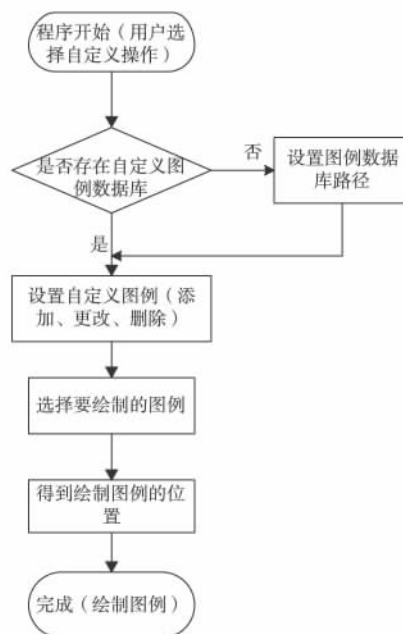 程序开始（用户选
择自定义操作）
是否存在自定义图
例数据库
否
设置图例数据
库路径
是
设置自定义图例（添
加、更改、删除）
选择要绘制的图例
得到绘制图例的位
置
完成（绘制图例）